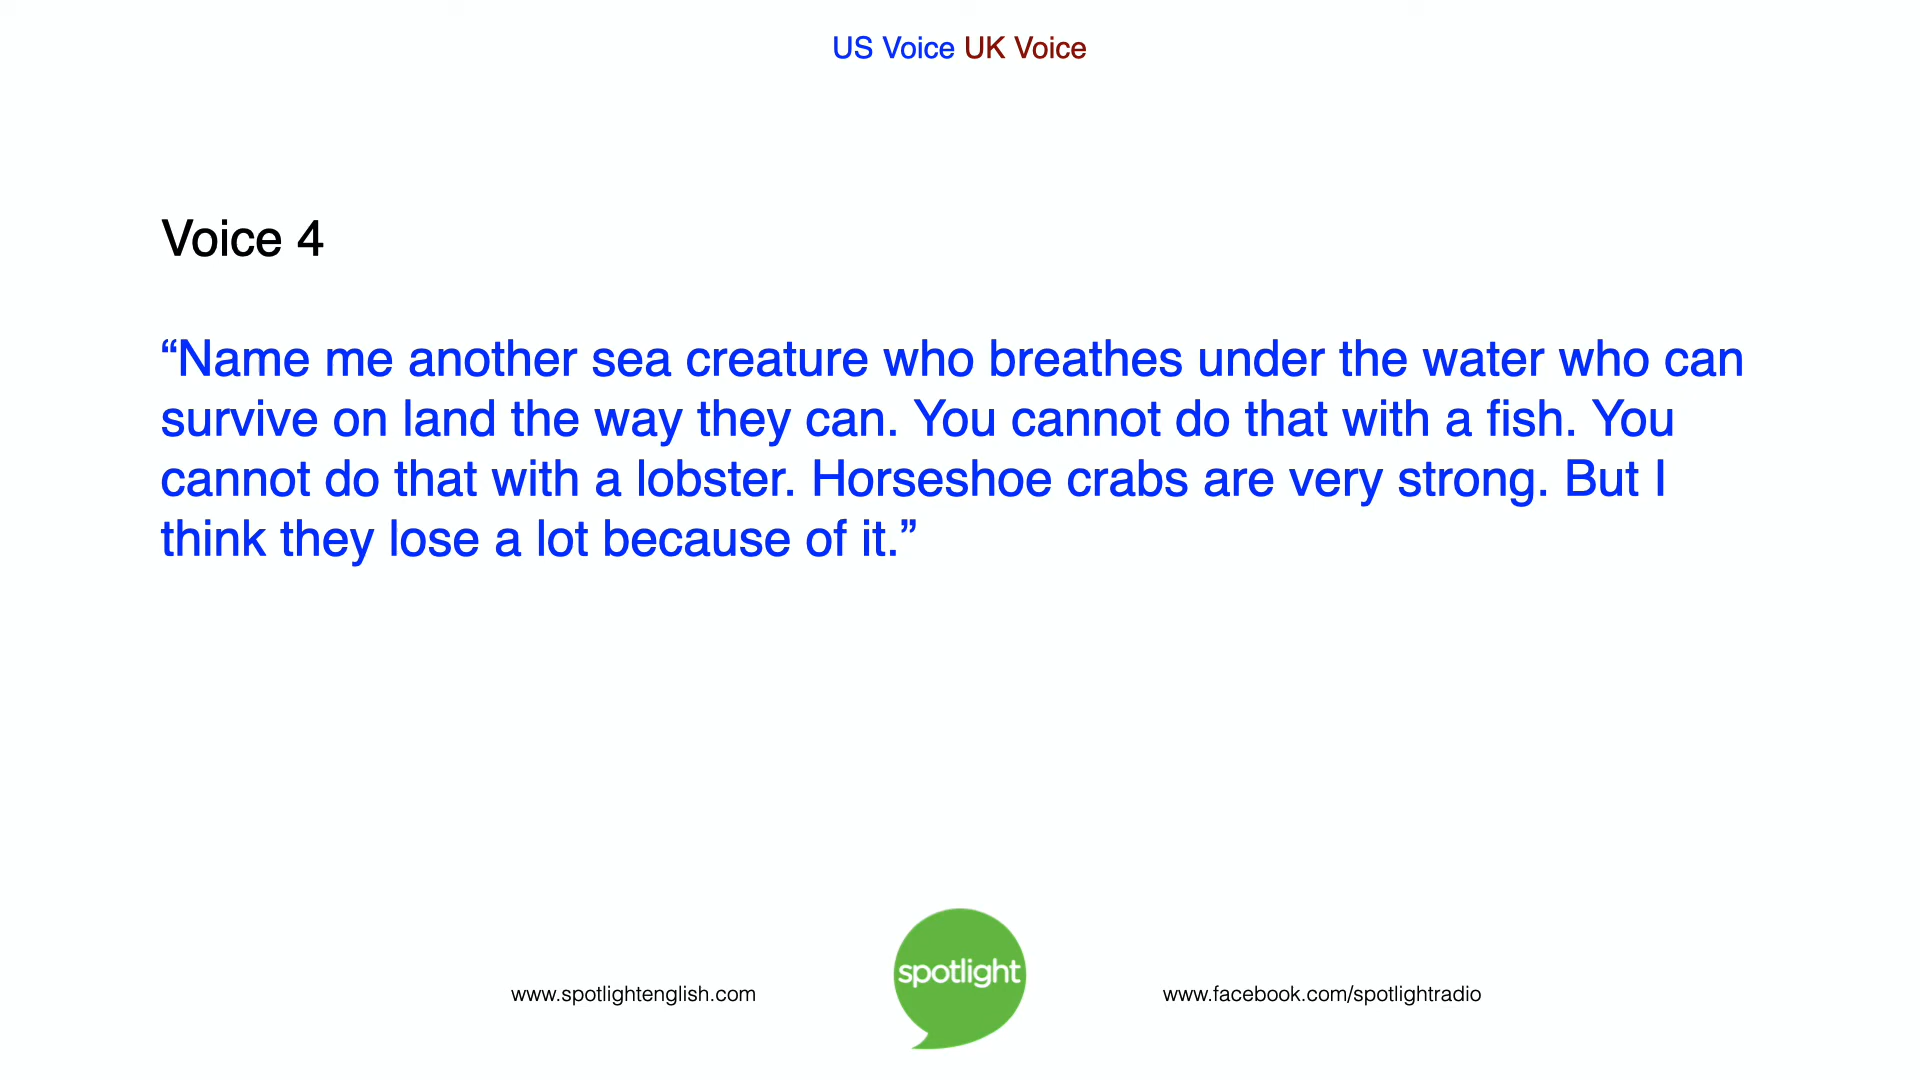 US Voice UK Voice
Voice 4
“Name me another sea creature who breathes under the water who can
survive on land the way they can. You cannot do that with a fish. You
cannot do that with a lobster. Horseshoe crabs are very strong. But I
think they lose a lot because of it.”
spotlight
www.spotlightenglish.com
www.facebook.com/spotlightradio